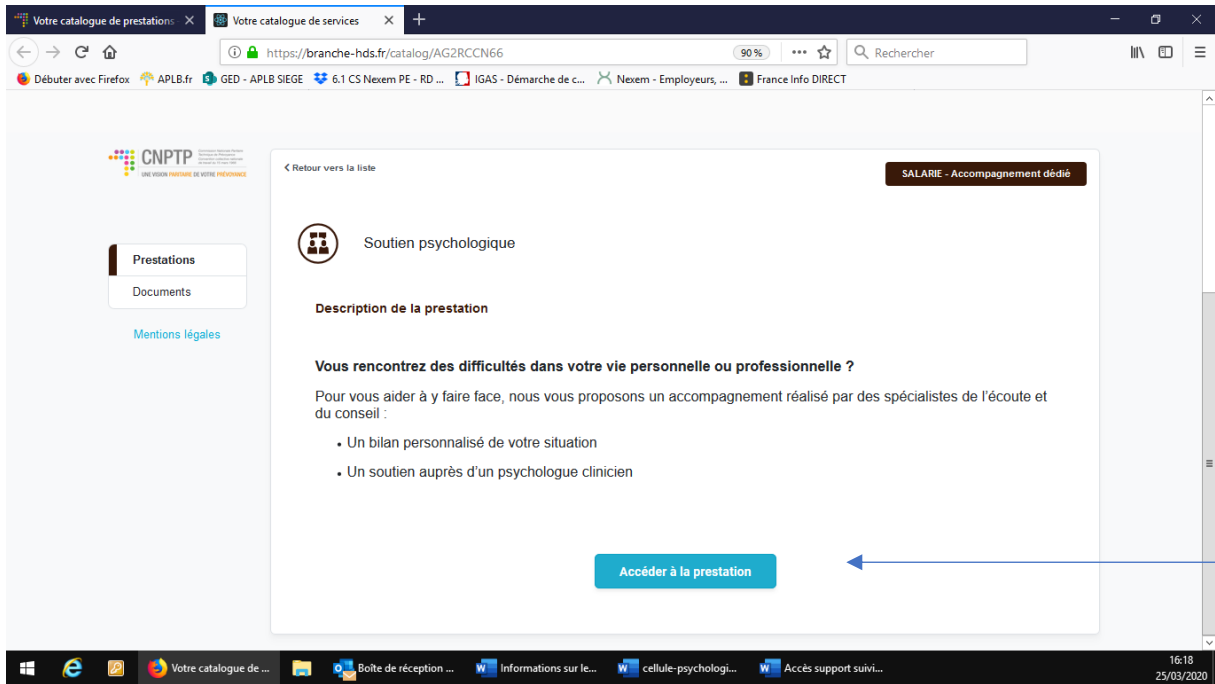 Votre catalogue de prestations
Votre catalogue de services
https://branche-hds.fr/catalog/AG2RCCN66
90 %
Rechercher
Débuter avec Firefox
APLB.fr
GED - APLB SIEGE
6.1 CS Nexem PE - RD ...
IGAS - Démarche de c...
Nexem - Employeurs, ...
France Info DIRECT
CNPTP
UNE VISION PARITAIRE DE VOTRE PRÉVOYANCE
Retour vers la liste
SALARIE - Accompagnement dédié
Soutien psychologique
Prestations
Documents
Mentions légales
Description de la prestation
Vous rencontrez des difficultés dans votre vie personnelle ou professionnelle ?
Pour vous aider à y faire face, nous vous proposons un accompagnement réalisé par des spécialistes de l'écoute et
du conseil :
• Un bilan personnalisé de votre situation
• Un soutien auprès d'un psychologue clinicien
Accéder à la prestation
Votre catalogue de ...
Boîte de réception ...
Informations sur le...
cellule-psychologi...
Accès support suivi...
16:18
25/03/2020